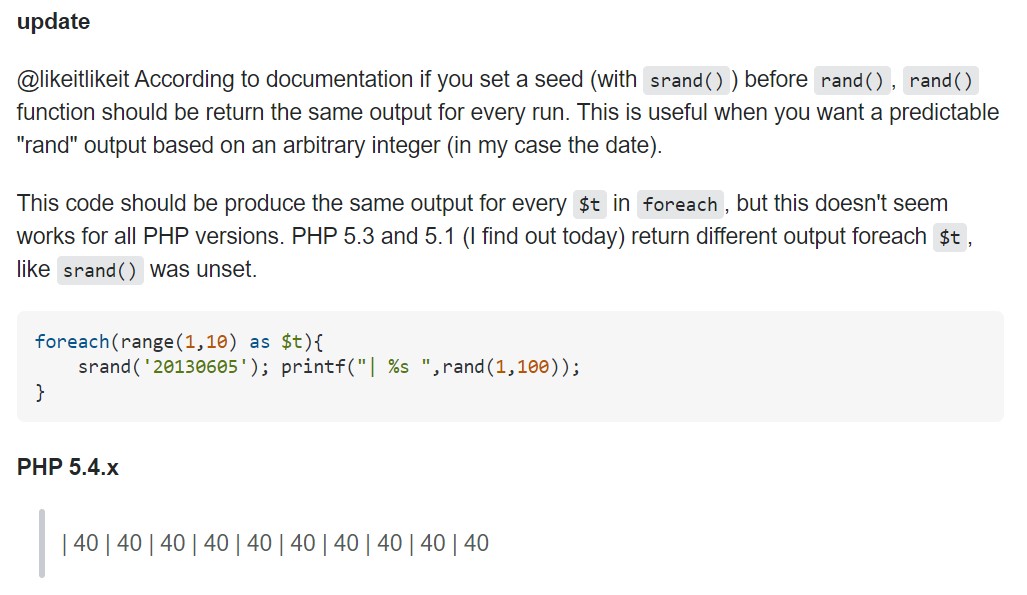 update
@likeitlikeit According to documentation if you set a seed (with srand() ) before rand() , rand()
function should be return the same output for every run. This is useful when you want a predictable
"rand" output based on an arbitrary integer (in my case the date).
This code should be produce the same output for every $t in foreach , but this doesn't seem
works for all PHP versions. PHP 5.3 and 5.1 (I find out today) return different output foreach $t ,
like srand() was unset.
foreach(range(1,10) as $t){
    srand('20130605'); printf("| %s ",rand(1,100));
}
PHP 5.4.x
| 40 | 40 | 40 | 40 | 40 | 40 | 40 | 40 | 40 | 40